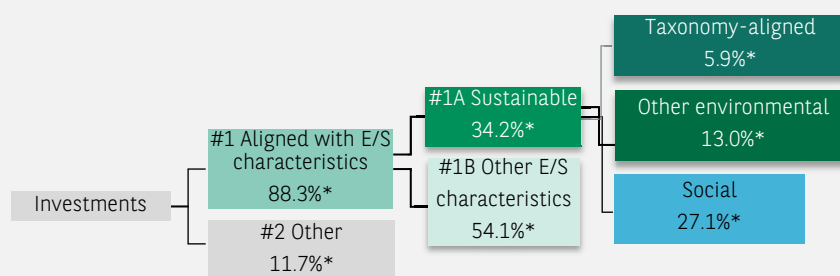 Investments
#1 Aligned with E/S
characteristics
88.3%*
#2 Other
11.7%*
#1A Sustainable
34.2%*
#1B Other E/S
characteristics
54.1%*
Taxonomy-aligned
5.9%*
Other environmental
13.0%*
Social
27.1%*